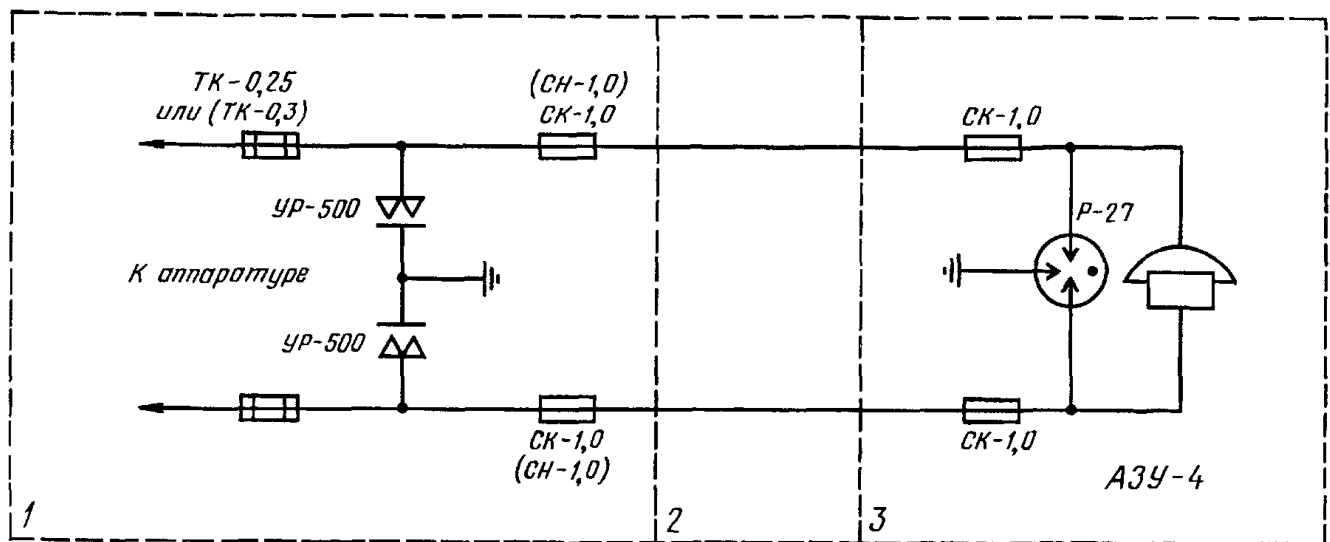 ТК-0,25
или (ТК-0,3)
(СН-1,0)
СК-1,0
СК-1,0
УР-500
Р-27
К аппаратуре
УР-500
СК-1,0
(СН-1,0)
СК-1,0
АЗУ-4
1
2
3